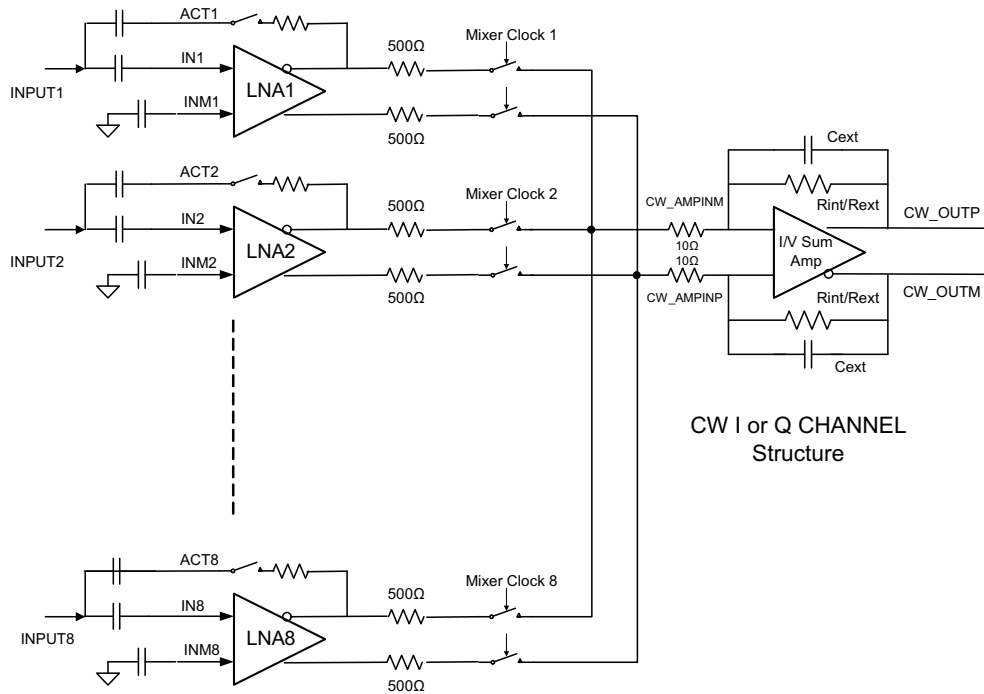 ACT1
500Ω
Mixer Clock 1
INPUT1
IN1
LNA1
INM1
500Ω
ACT2
500Ω
Mixer Clock 2
INPUT2
IN2
LNA2
INM2
500Ω
Cext
CW_AMPINM
Rint/Rext
CW_OUTP
10Ω
10Ω
I/V Sum
Amp
CW_AMPINP
Rint/Rext
CW_OUTM
Cext
CW I or Q CHANNEL
Structure
ACT8
500Ω
Mixer Clock 8
INPUT8
IN8
LNA8
INM8
500Ω